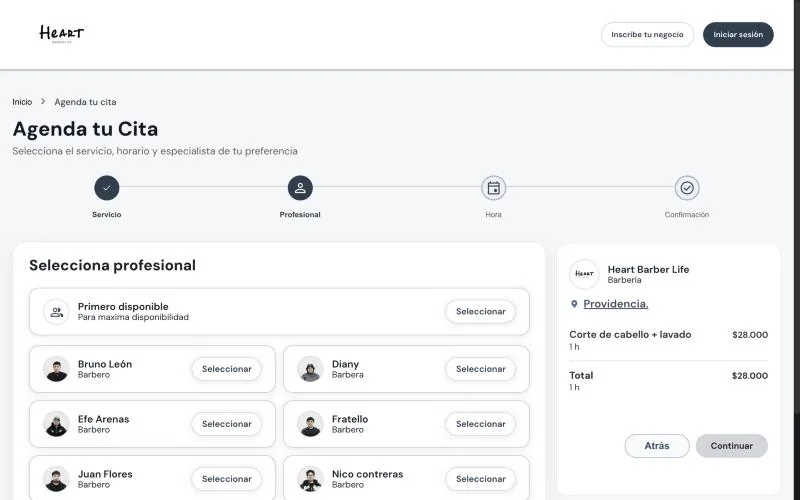 Heart
Inscribe tu negocio
Iniciar sesión
Inicio > Agenda tu cita
Agenda tu Cita
Selecciona el servicio, horario y especialista de tu preferencia
Servicio
Profesional
Hora
Confirmación
Selecciona profesional
Primero disponible
Para maxima disponibilidad
Seleccionar
Bruno León
Barbero
Seleccionar
Diany
Barbera
Seleccionar
Efe Arenas
Barbero
Seleccionar
Fratello
Barbero
Seleccionar
Juan Flores
Barbero
Seleccionar
Nico contreras
Barbero
Seleccionar
Heart
Heart Barber Life
Barbería
Providencia.
Corte de cabello + lavado $28.000
1 h
Total $28.000
1 h
Atrás
Continuar